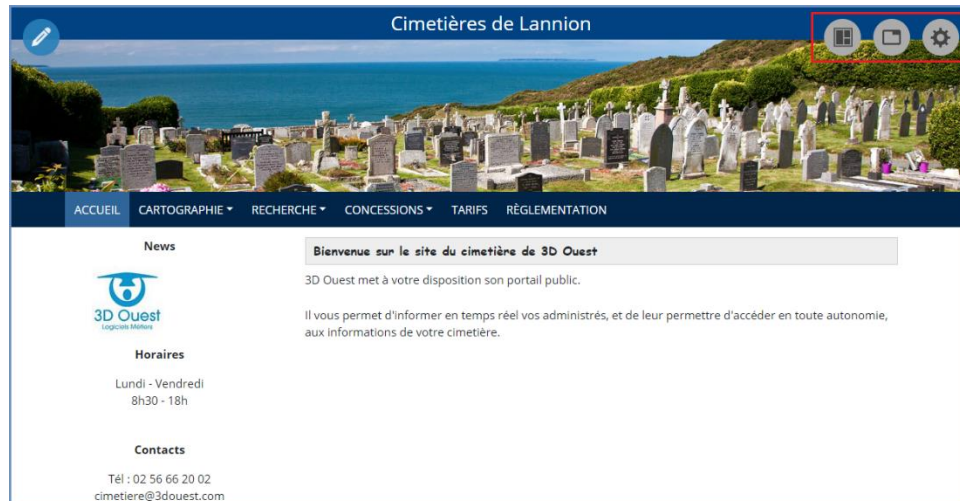 Cimetières de Lannion
ACCUEIL CARTOGRAPHIE RECHERCHE CONCESSIONS TARIFS RÈGLEMENTATION
News
3D Ouest
Logiciels Métiers
Horaires
Lundi - Vendredi
8h30 - 18h
Contacts
Tél : 02 56 66 20 02
cimetiere@3douest.com
Bienvenue sur le site du cimetière de 3D Ouest
3D Ouest met à votre disposition son portail public.
Il vous permet d'informer en temps réel vos administrés, et de leur permettre d'accéder en toute autonomie,
aux informations de votre cimetière.